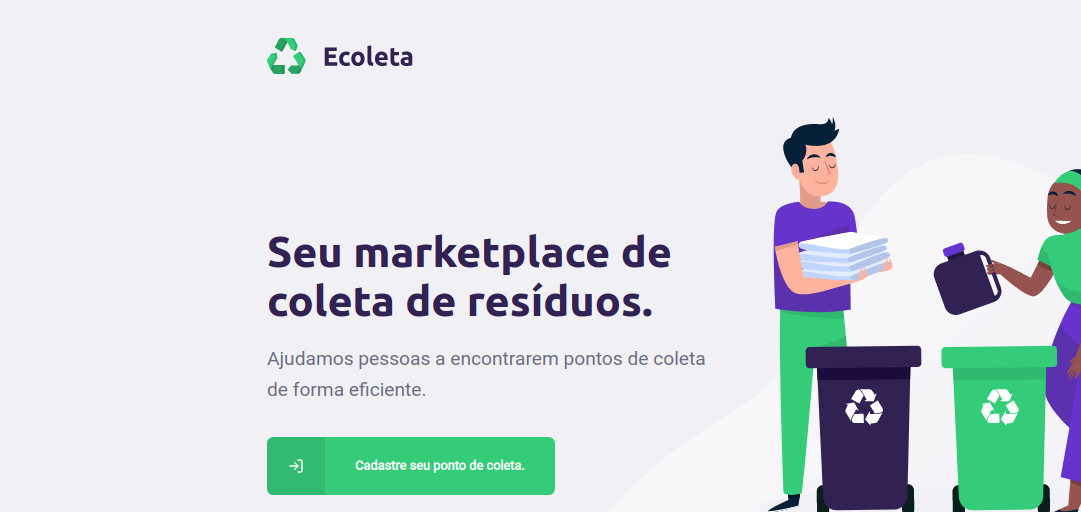 Ecoleta
Seu marketplace de
coleta de resíduos.
Ajudamos pessoas a encontrarem pontos de coleta
de forma eficiente.
Cadastre seu ponto de coleta.